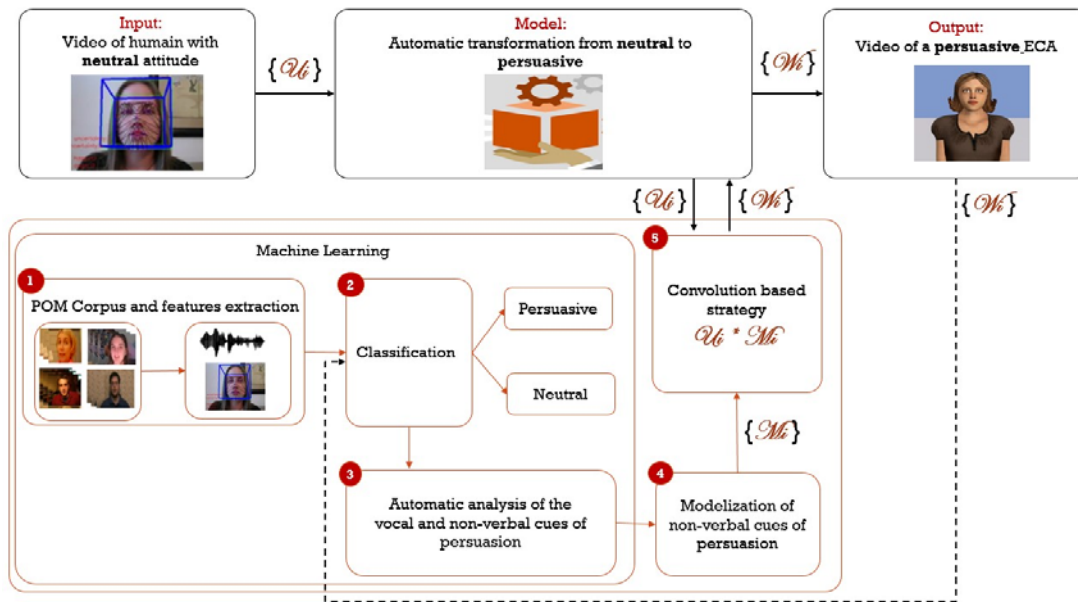 Input:
Video of humain with
neutral attitude
{Ui}
Model:
Automatic transformation from neutral to
persuasive
{Wi}
Output:
Video of a persuasive ECA
{Ui}
{Wi}
{Wi}
Machine Learning
1
POM Corpus and features extraction
2
Classification
Persuasive
Neutral
3
Automatic analysis of the
vocal and non-verbal cues of
persuasion
4
Modelization of
non-verbal cues of
persuasion
{Mi}
5
Convolution based
strategy
Ui * Mi